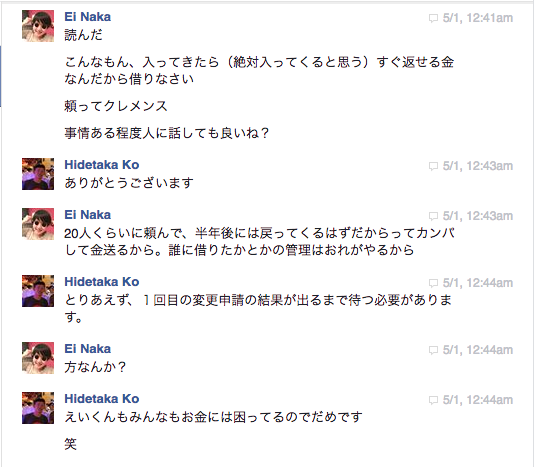 Ei Naka
5/1, 12:41am
読んだ
こんなもん、入ってきたら（絶対入ってくると思う）すぐ返せる金
なんだから借りなさい
頼ってクレメンス
事情ある程度人に話しても良いね？
Hidetaka Ko
5/1, 12:43am
ありがとうございます
Ei Naka
5/1, 12:43am
20人くらいに頼んで、半年後には戻ってくるはずだからってカンパ
して金送るから。誰に借りたかとかの管理はおれがやるから
Hidetaka Ko
5/1, 12:44am
とりあえず、１回目の変更申請の結果が出るまで待つ必要がありま
す。
Ei Naka
5/1, 12:44am
方なんか？
Hidetaka Ko
5/1, 12:44am
えいくんもみんなもお金には困ってるのでだめです
笑